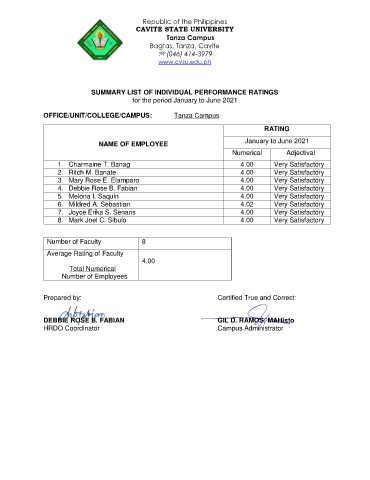 Republic of the Philippines
CAVITE STATE UNIVERSITY
Tanza Campus
Bagtas, Tanza, Cavite
☏ (046) 414-3979
www.cvsu.edu.ph
SUMMARY LIST OF INDIVIDUAL PERFORMANCE RATINGS
for the period January to June 2021
OFFICE/UNIT/COLLEGE/CAMPUS: Tanza Campus
NAME OF EMPLOYEE
RATING
January to June 2021
Numerical Adjectival
1. Charmaine T. Banag 4.00 Very Satisfactory
2. Ritch M. Banate 4.00 Very Satisfactory
3. Mary Rose E. Elamparo 4.00 Very Satisfactory
4. Debbie Rose B. Fabian 4.00 Very Satisfactory
5. Melona I. Saquin 4.00 Very Satisfactory
6. Mildred A. Sebastian 4.02 Very Satisfactory
7. Joyce Erika S. Senaris 4.00 Very Satisfactory
8. Mark Joel C. Sibulo 4.00 Very Satisfactory
Number of Faculty 8
Average Rating of Faculty
4.00
Total Numerical
Number of Employees
Prepared by: Certified True and Correct:
DEBBIE ROSE B. FABIAN GIL D. RAMOS, MAHisto
HRDO Coordinator Campus Administrator